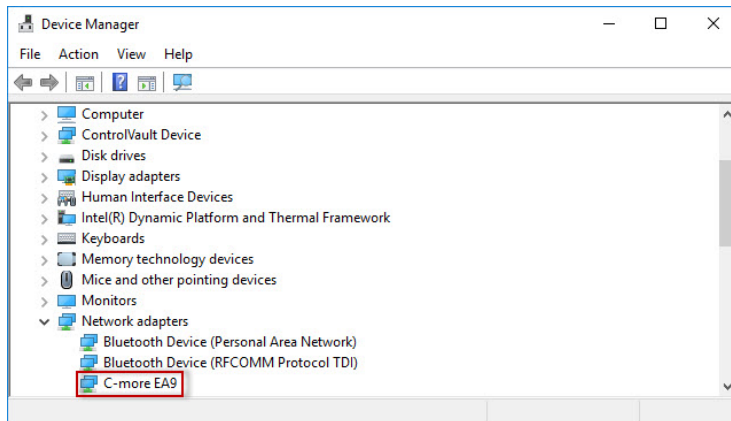 Device Manager
File Action View Help
Computer
ControlVault Device
Disk drives
Display adapters
Human Interface Devices
Intel(R) Dynamic Platform and Thermal Framework
Keyboards
Memory technology devices
Mice and other pointing devices
Monitors
Network adapters
Bluetooth Device (Personal Area Network)
Bluetooth Device (RFCOMM Protocol TDI)
C-more EA9